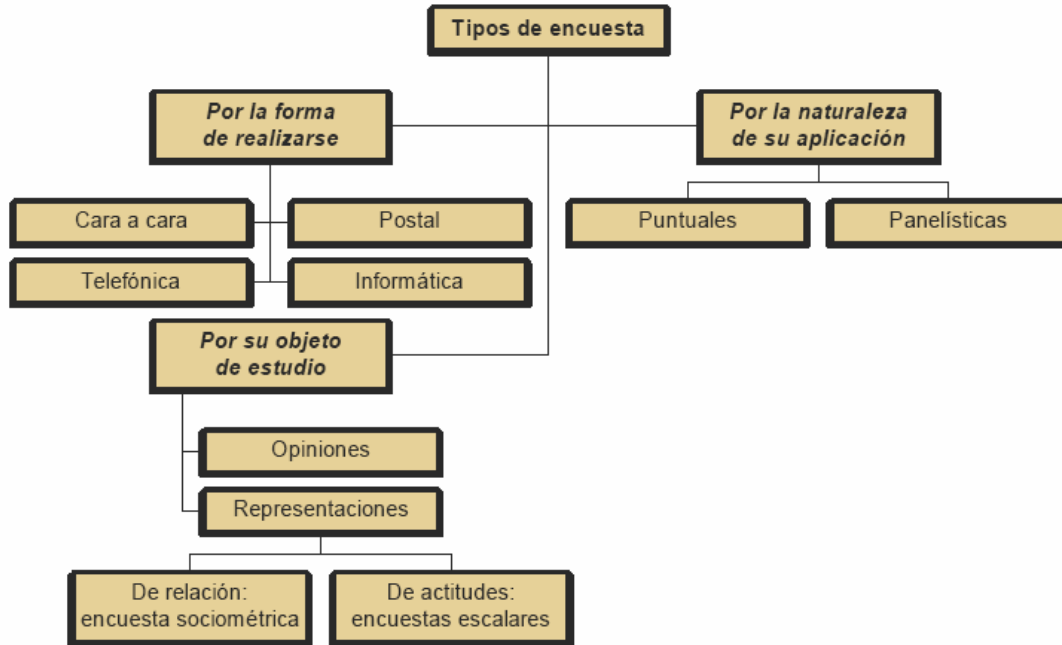 Tipos de encuesta
Por la forma
de realizarse
Por la naturaleza
de su aplicación
Cara a cara
Postal
Puntuales
Panelísticas
Telefónica
Informática
Por su objeto
de estudio
Opiniones
Representaciones
De relación:
encuesta sociométrica
De actitudes:
encuestas escalares